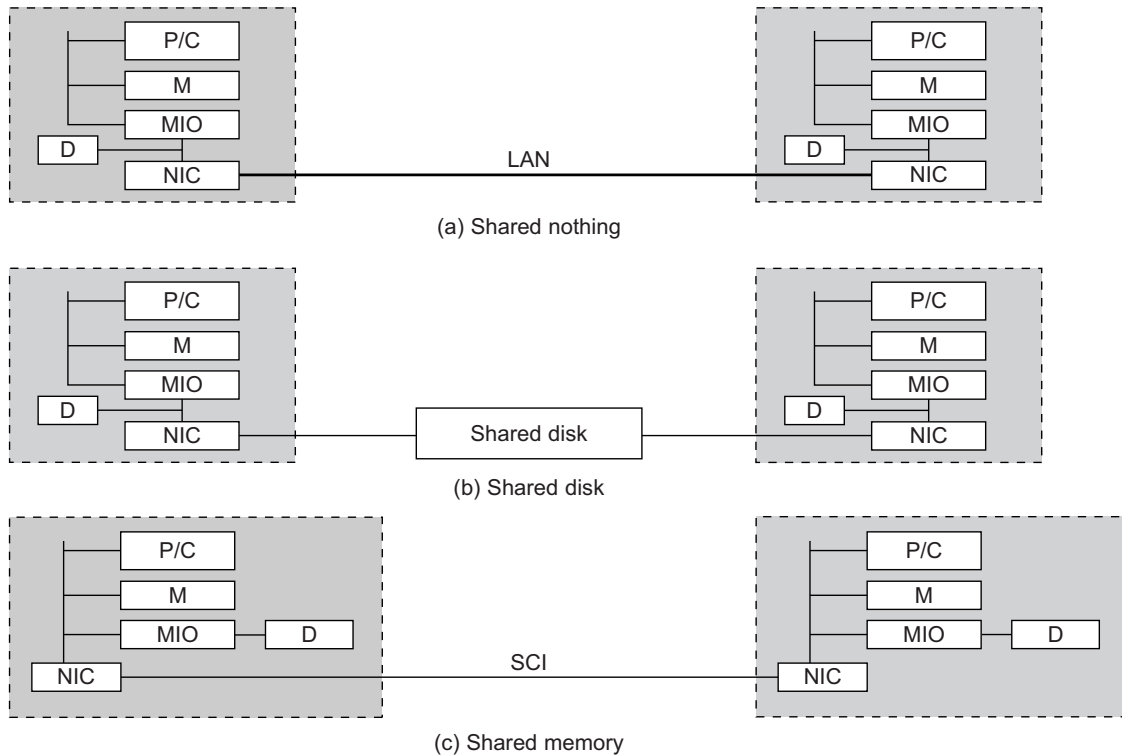 P/C
M
MIO
D
NIC
LAN
P/C
M
MIO
D
NIC
(a) Shared nothing
P/C
M
MIO
D
NIC
Shared disk
P/C
M
MIO
D
NIC
(b) Shared disk
P/C
M
MIO
D
NIC
SCI
P/C
M
MIO
D
NIC
(c) Shared memory